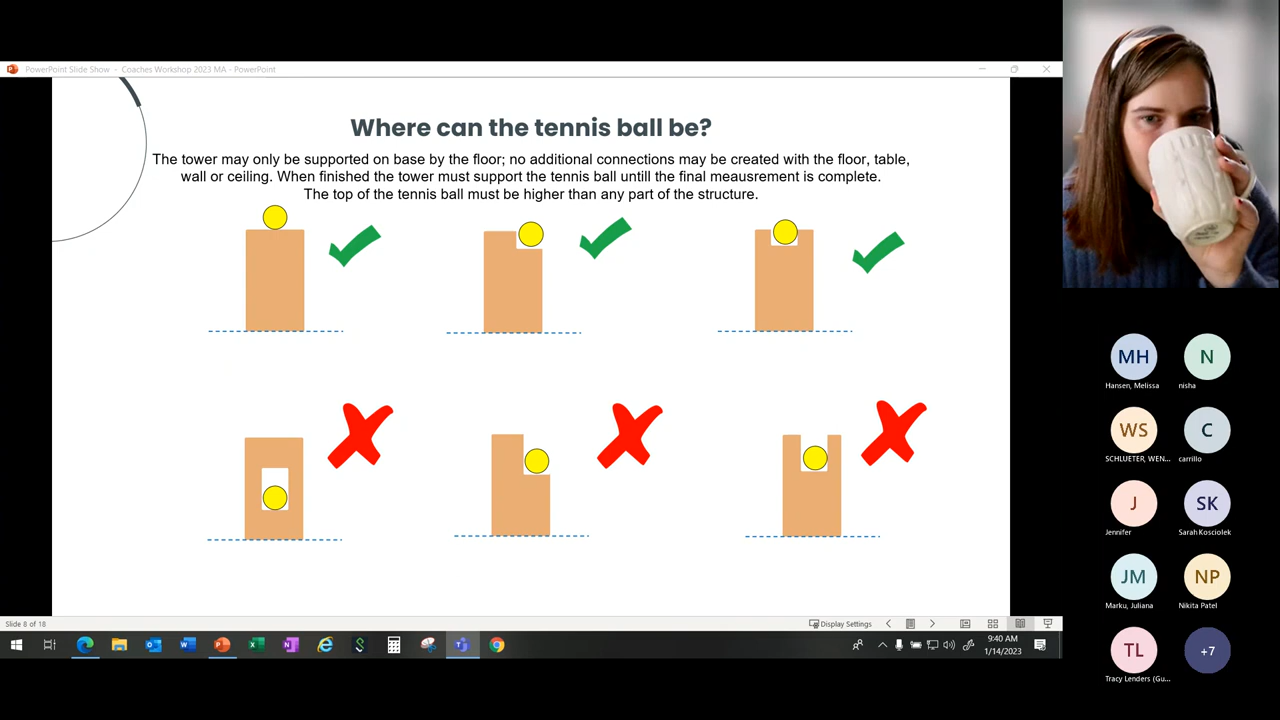 PowerPoint Slide Show - Coaches Workshop 2023 MA - PowerPoint
Where can the tennis ball be?
The tower may only be supported on base by the floor; no additional connections may be created with the floor, table,
wall or ceiling. When finished the tower must support the tennis ball untill the final meausrement is complete.
The top of the tennis ball must be higher than any part of the structure.
Slide 8 of 18
Display Settings
9:40 AM
1/14/2023
MH
Hansen, Melissa
N
nisha
WS
SCHLUETER, WEN...
C
carrillo
J
Jennifer
SK
Sarah Kosciolek
JM
Marku, Juliana
NP
Nikita Patel
TL
Tracy Lenders (Gu...
+7